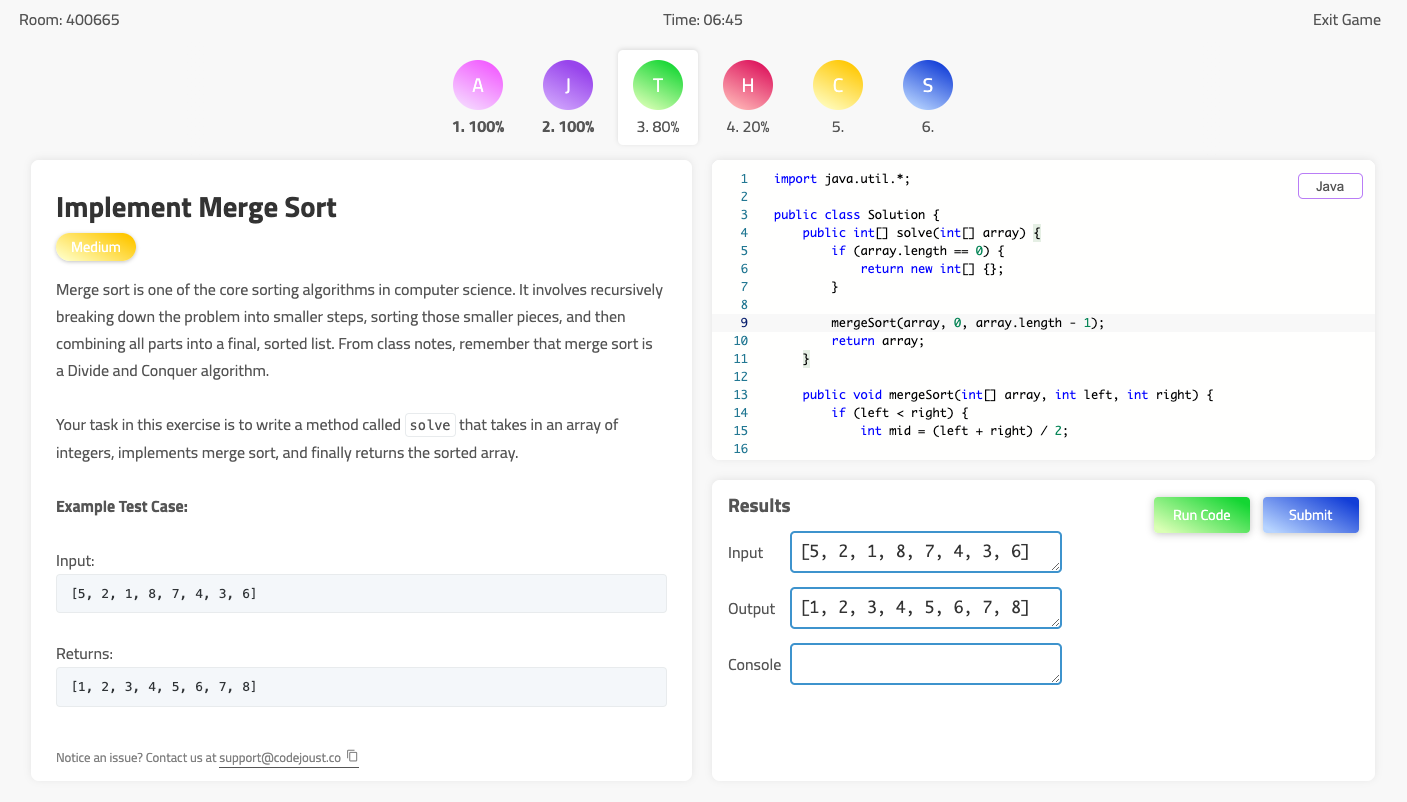 Room: 400665
Time: 06:45
Exit Game
A
J
T
H
C
S
1. 100%
2. 100%
3. 80%
4. 20%
5.
6.
Implement Merge Sort
Medium
Merge sort is one of the core sorting algorithms in computer science. It involves recursively
breaking down the problem into smaller steps, sorting those smaller pieces, and then
combining all parts into a final, sorted list. From class notes, remember that merge sort is
a Divide and Conquer algorithm.
Your task in this exercise is to write a method called solve that takes in an array of
integers, implements merge sort, and finally returns the sorted array.
Example Test Case:
Input:
[5, 2, 1, 8, 7, 4, 3, 6]
Returns:
[1, 2, 3, 4, 5, 6, 7, 8]
Notice an issue? Contact us at support@codejoust.co
Java
1 import java.util.*;
2
3 public class Solution {
4 public int[] solve(int[] array) {
5 if (array.length == 0) {
6 return new int[] {};
7 }
8
9 mergeSort(array, 0, array.length - 1);
10 return array;
11 }
12
13 public void mergeSort(int[] array, int left, int right) {
14 if (left < right) {
15 int mid = (left + right) / 2;
16
Results
Run Code
Submit
Input
[5, 2, 1, 8, 7, 4, 3, 6]
Output
[1, 2, 3, 4, 5, 6, 7, 8]
Console